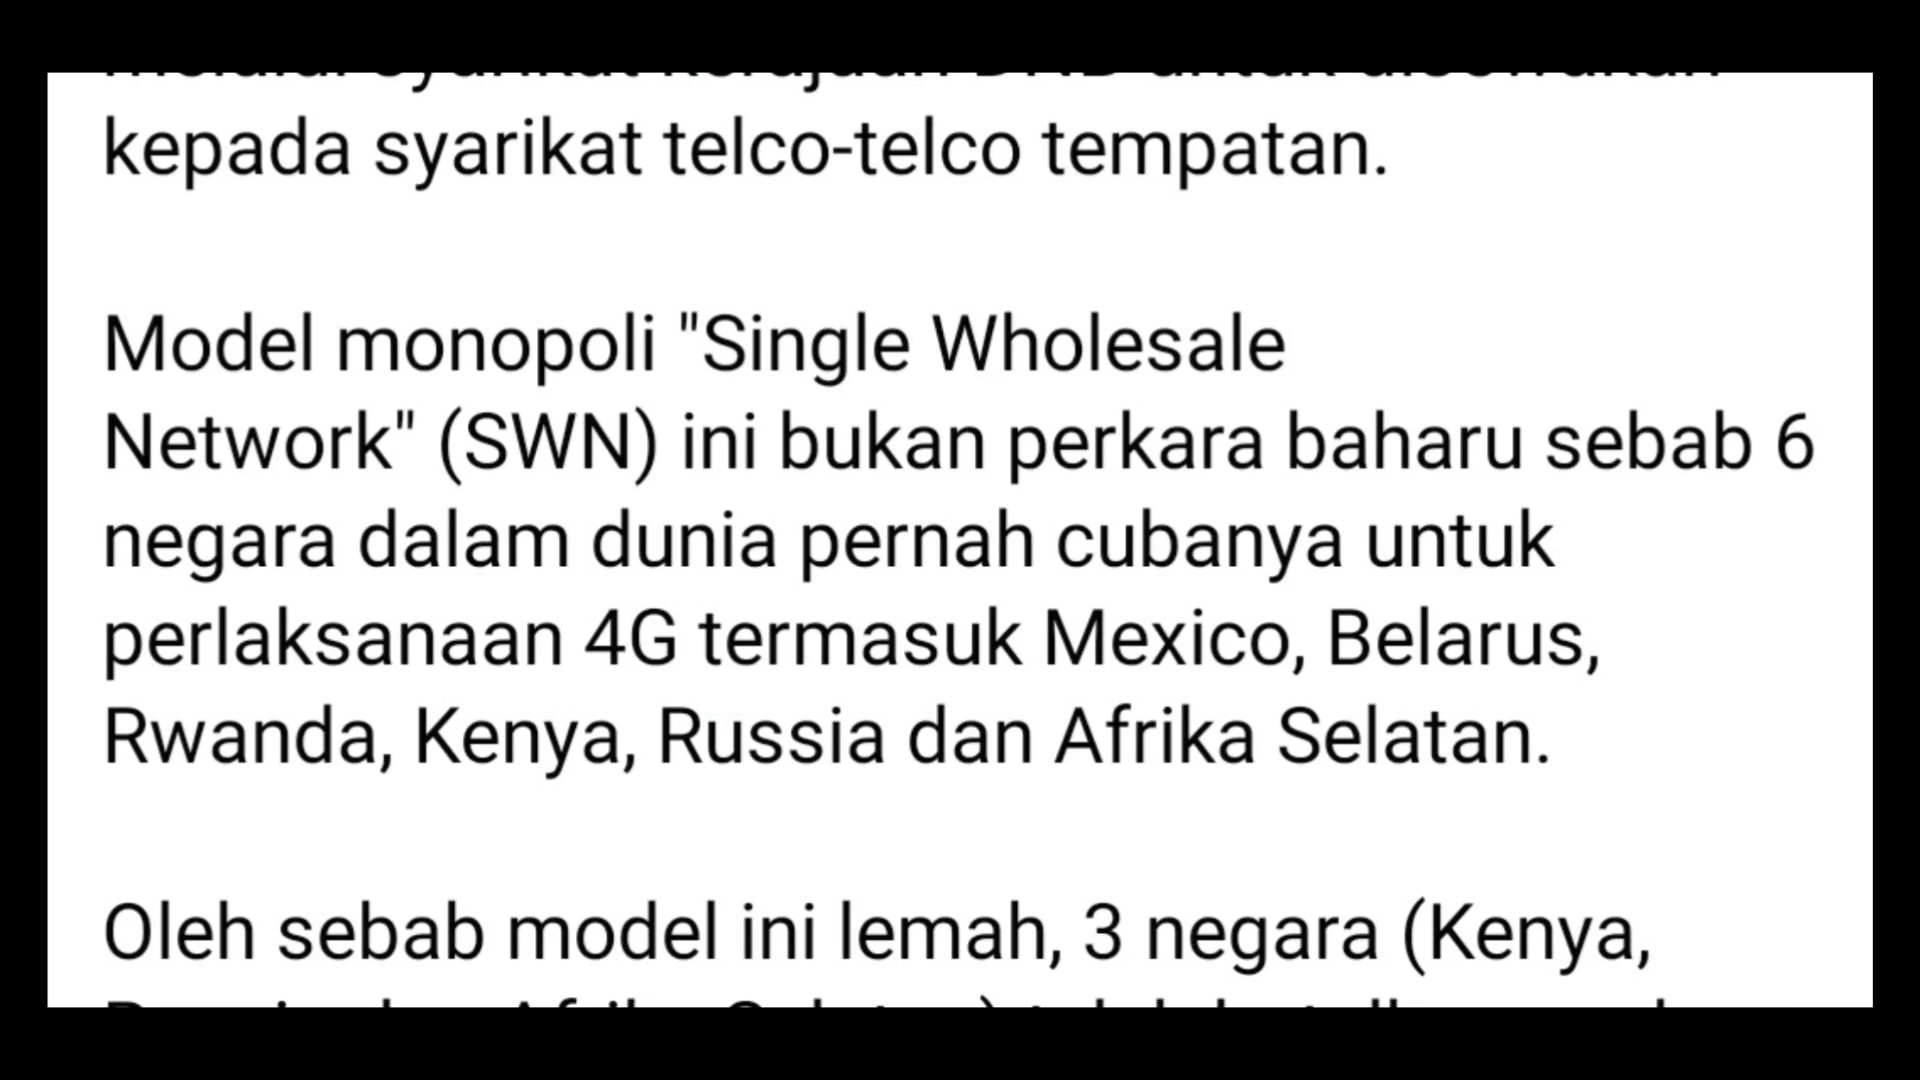 kepada syarikat telco-telco tempatan.
Model monopoli "Single Wholesale
Network" (SWN) ini bukan perkara baharu sebab 6
negara dalam dunia pernah cubanya untuk
perlaksanaan 4G termasuk Mexico, Belarus,
Rwanda, Kenya, Russia dan Afrika Selatan.
Oleh sebab model ini lemah, 3 negara (Kenya,